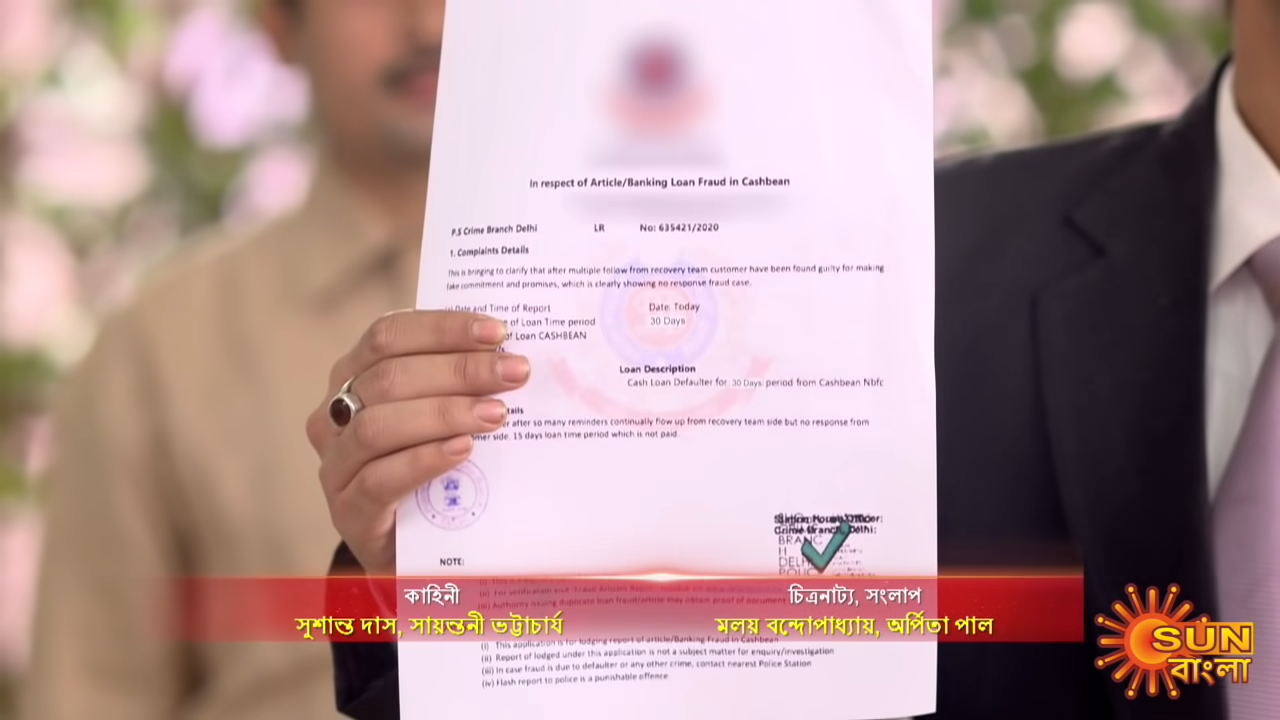 In respect of Article/Banking Loan Fraud in Cashbean
P.S Crime Branch Delhi LR No: 635421/2020
1. Complaints Details
This is bringing to clarify that after multiple follow from recovery team customer have been found guilty for making
fake commitment and promises, which is clearly showing no response fraud case.
Date and Time of Report Date: Today
of Loan Time period 30 Days
of Loan CASHBEAN
Loan Description
Cash Loan Defaulter for 30 Days period from Cashbean Nbfc
after so many reminders continually flow up from recovery team side but no response from
side. 15 days loan time period which is not paid.
Crime Branch, Delhi:
BRANC
H
DELHI
NOTE:
কাহিনী চিত্রনাট্য, সংলাপ
সুশান্ত দাস, সায়ন্তনী ভট্টাচার্য মলয় বন্দোপাধ্যায়, অর্পিতা পাল
(i) This application is for lodging report of article/Banking Fraud in Cashbean
(ii) Report of lodged under this application is not a subject matter for enquiry/investigation
(iii) In case fraud is due to defaulter or any other crime, contact nearest Police Station
(iv) Flash report to police is a punishable offence
SUN
বাংলা